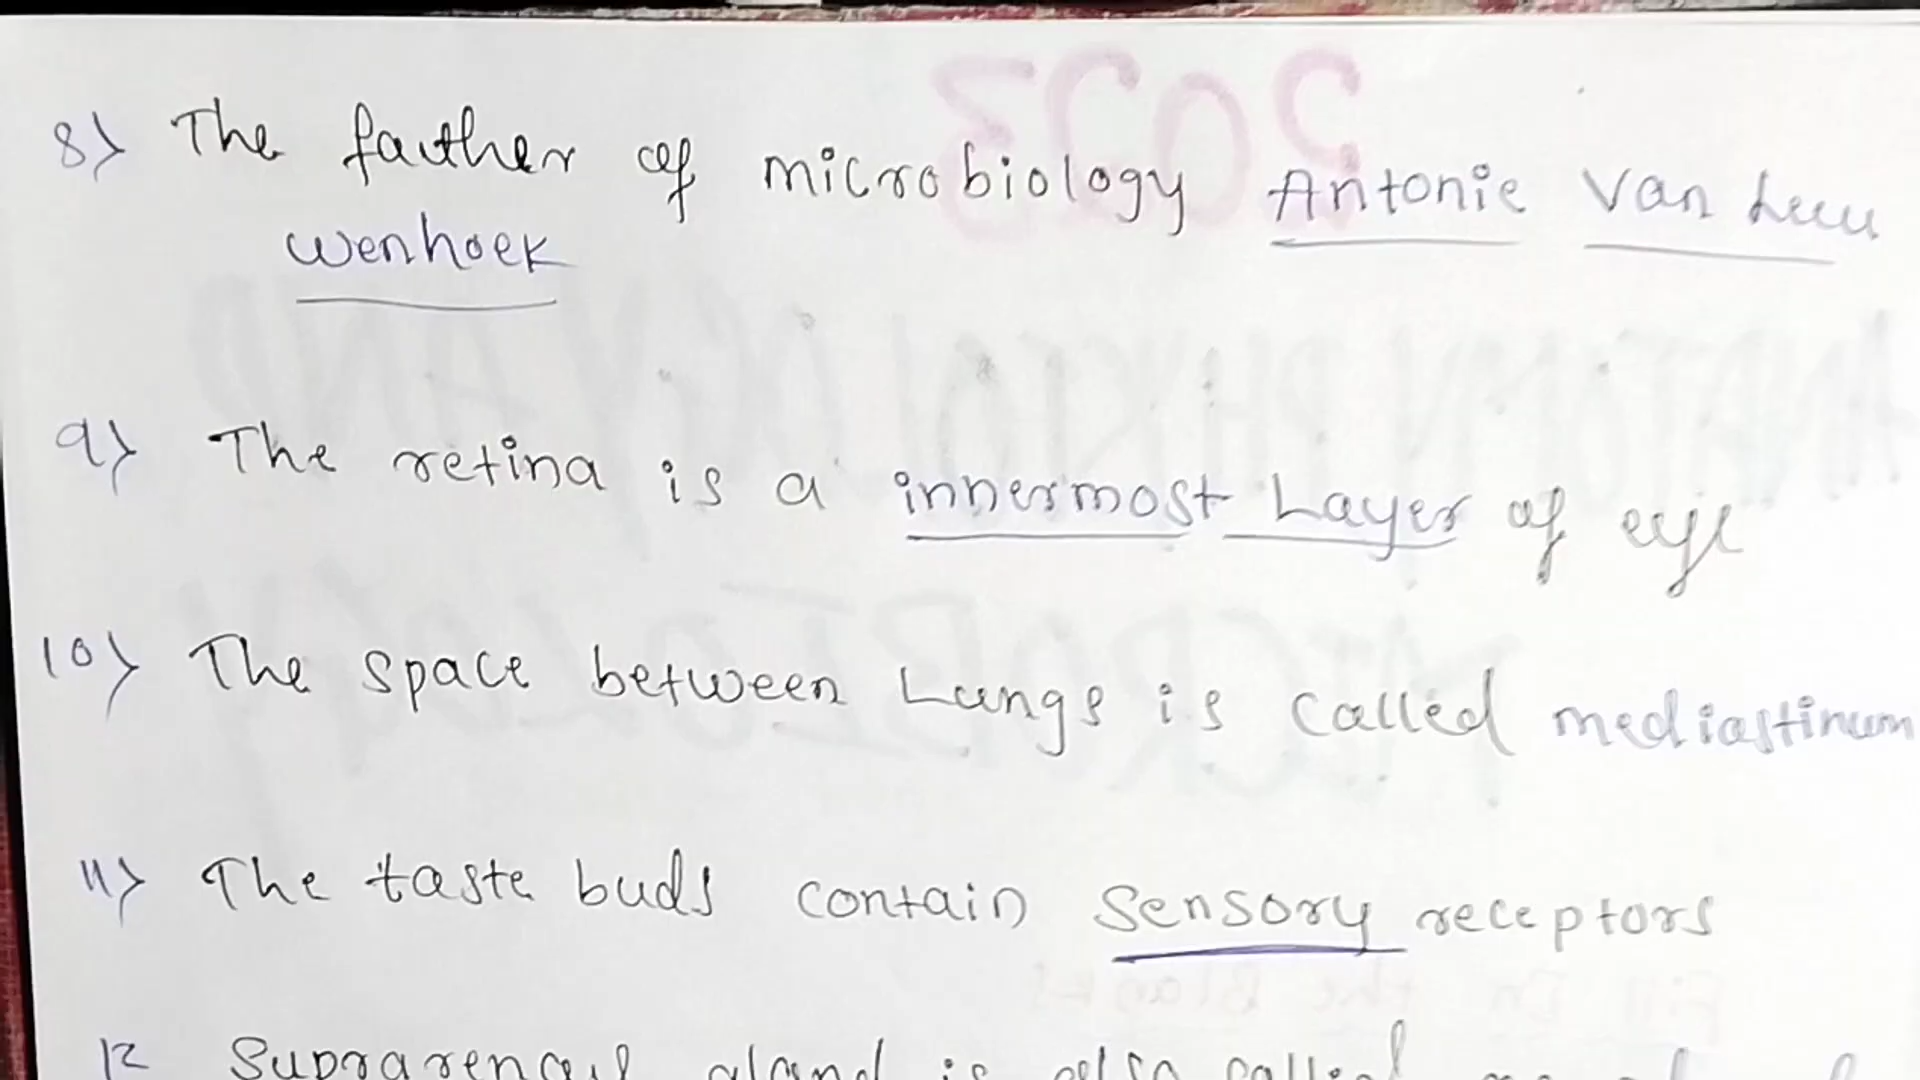 8) The faather of microbiology Antonie Van Leeu
wenhoek
9) The retina is a innermost Layer of eye
10) The space between Lungs is called mediastinum
11) The taste buds contain Sensory receptors
12 Suprarenal gland is also called